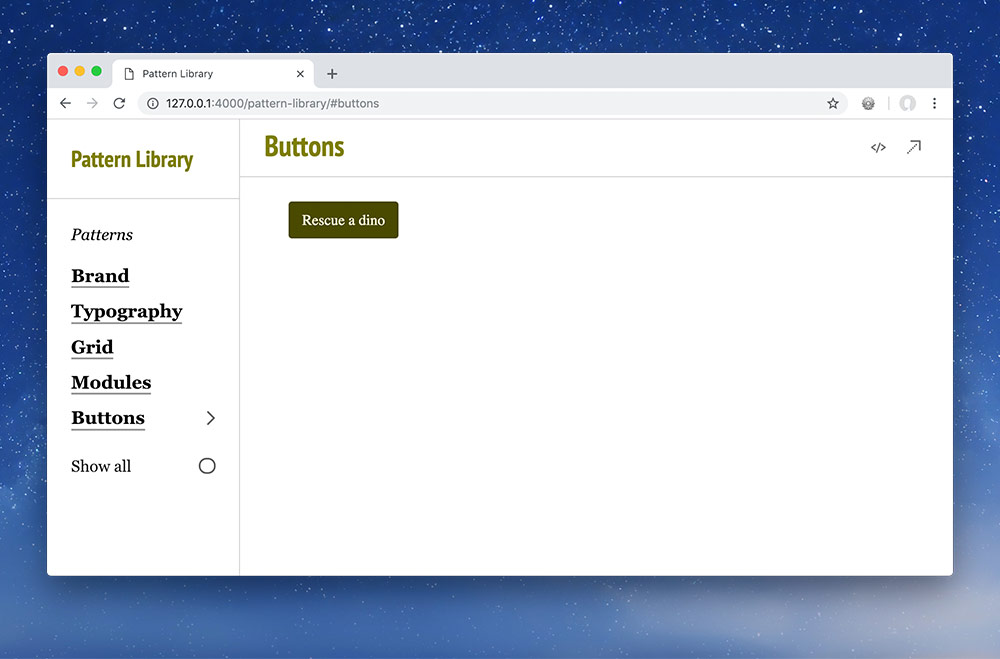 Pattern Library
127.0.0.1:4000/pattern-library/#buttons
Pattern Library
Buttons
</>
Rescue a dino
Patterns
Brand
Typography
Grid
Modules
Buttons
Show all